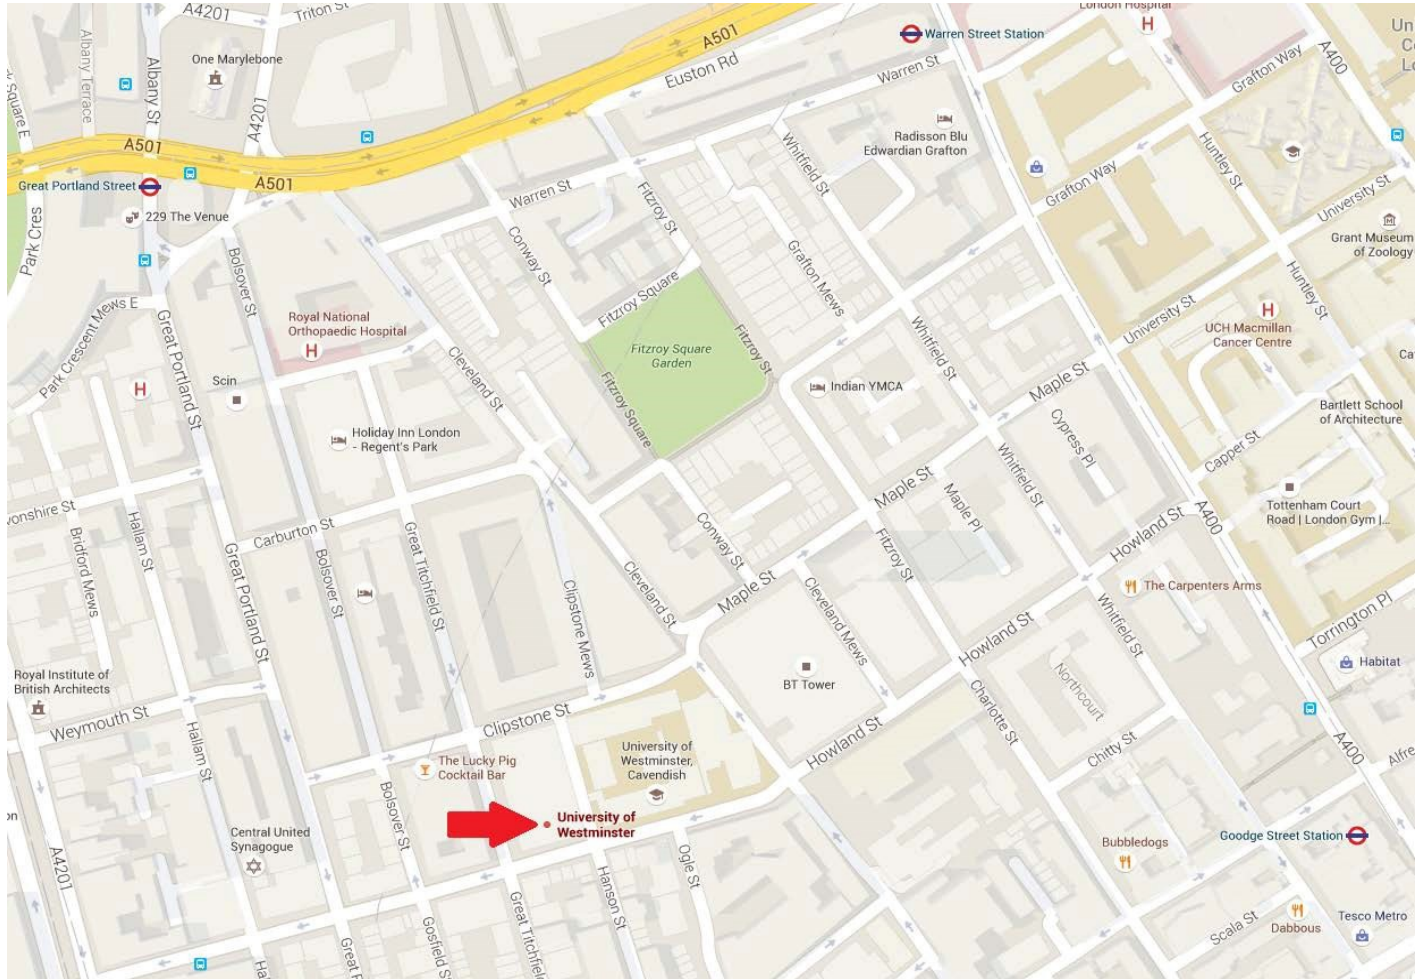 A4201
Triton St
A501
London Hospital
Warren Street Station
Un
Co
Lo
Albany Terrace
Albany St
One Marylebone
A4201
Euston Rd
Warren St
Grafton Way
A400
Square E
A501
A501
Great Portland Street
Radisson Blu
Edwardian Grafton
Whitfield St
Huntley St
Grafton Way
University St
229 The Venue
Park Cres
Warren St
Fitzroy St
Conway St
Grafton Mews
Grant Museum
of Zoology
Bolsover St
Park Crescent Mews E
Great Portland St
Royal National
Orthopaedic Hospital
Cleveland St
Fitzroy Square
Fitzroy Square
Garden
Fitzroy St
Fitzroy Square
Whitfield St
University St
Huntley St
UCH Macmillan
Cancer Centre
Ca
Scin
Indian YMCA
Maple St
Bartlett School
of Architecture
Holiday Inn London
- Regent's Park
Cypress Pl
Capper St
Whitfield St
Maple St
Maple Pl
Tottenham Court
Road | London Gym |...
A400
vonshire St
Bridford Mews
Hallam St
Carburton St
Great Portland St
Bolsover St
Great Titchfield St
Conway St
Fitzroy St
Howland St
Clipstone Mews
Cleveland St
Maple St
Cleveland Mews
The Carpenters Arms
Whitfield St
Howland St
Torrington Pl
Habitat
Royal Institute of
British Architects
BT Tower
Northcourt
Charlotte St
Weymouth St
Hallam St
Clipstone St
Howland St
Chitty St
A400
Alfre
The Lucky Pig
Cocktail Bar
University of
Westminster,
Cavendish
Bolsover St
University of
Westminster
on
Central United
Synagogue
Goodge Street Station
Bubbledogs
A4201
Ogle St
Hanson St
Great Titchfield
Gosfield St
Great P
Ha
Scala St
Dabbous
Tesco Metro